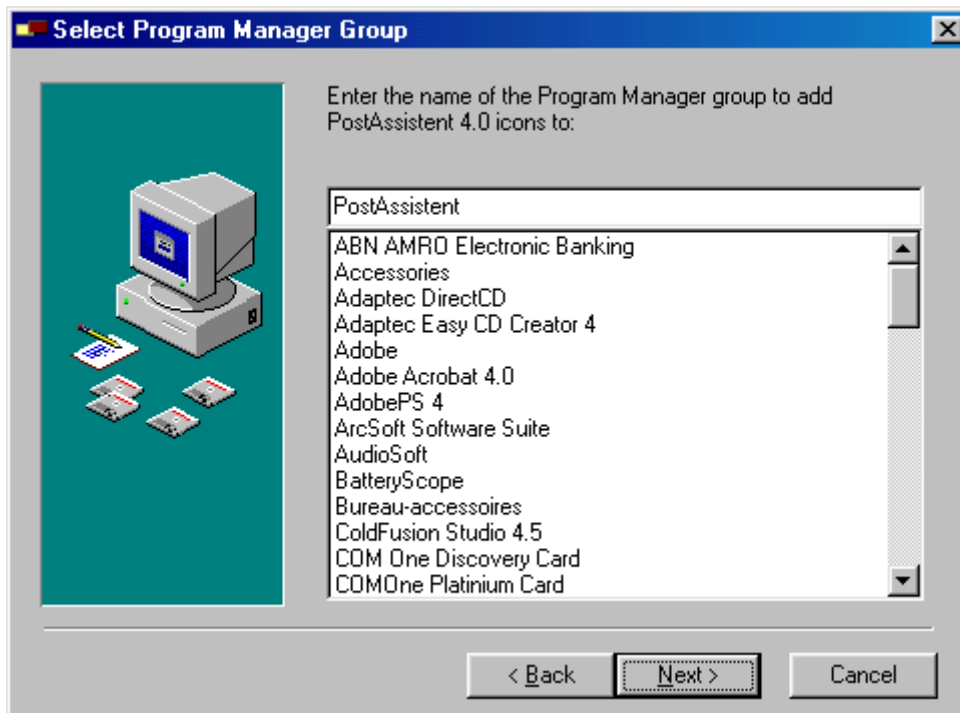 Select Program Manager Group
Enter the name of the Program Manager group to add
PostAssistent 4.0 icons to:
PostAssistent
ABN AMRO Electronic Banking
Accessories
Adaptec DirectCD
Adaptec Easy CD Creator 4
Adobe
Adobe Acrobat 4.0
AdobePS 4
ArcSoft Software Suite
AudioSoft
BatteryScope
Bureau-accessoires
ColdFusion Studio 4.5
COM One Discovery Card
COMOne Platinium Card
< Back
Next >
Cancel